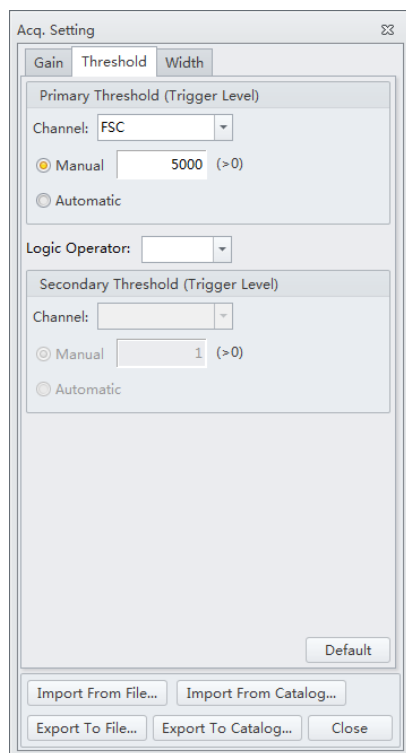 Acq. Setting
Gain Threshold Width
Primary Threshold (Trigger Level)
Channel: FSC
Manual 5000 (>0)
Automatic
Logic Operator:
Secondary Threshold (Trigger Level)
Channel:
Manual 1 (>0)
Automatic
Default
Import From File... Import From Catalog...
Export To File... Export To Catalog... Close